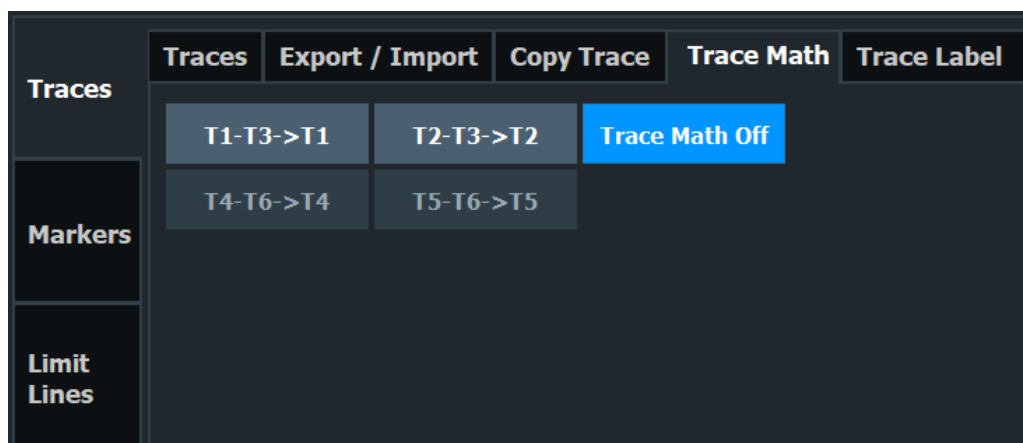 Traces
Export / Import
Copy Trace
Trace Math
Trace Label
Traces
T1-T3->T1
T2-T3->T2
Trace Math Off
T4-T6->T4
T5-T6->T5
Markers
Limit
Lines